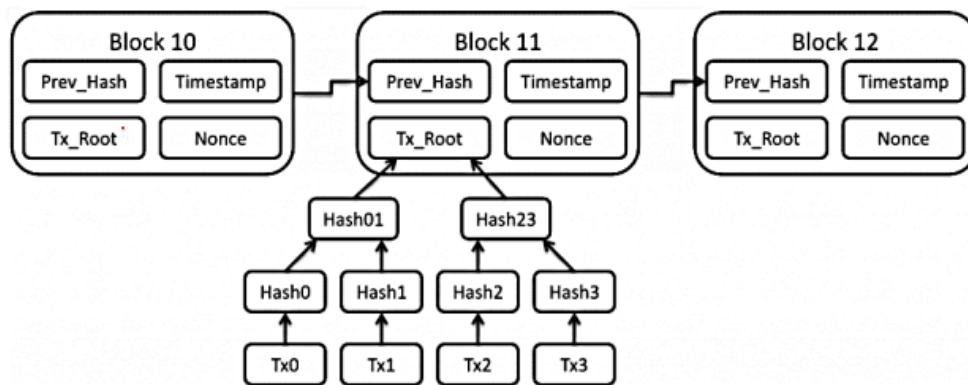 Block 10 Block 11 Block 12
Prev_Hash Timestamp Prev_Hash Timestamp Prev_Hash Timestamp
Tx_Root Nonce Tx_Root Nonce Tx_Root Nonce
Hash01 Hash23
Hash0 Hash1 Hash2 Hash3
Tx0 Tx1 Tx2 Tx3